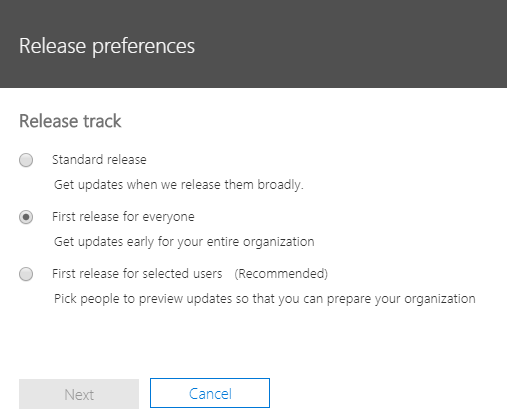 Release preferences
Release track
Standard release
Get updates when we release them broadly.
First release for everyone
Get updates early for your entire organization
First release for selected users (Recommended)
Pick people to preview updates so that you can prepare your organization
Next
Cancel